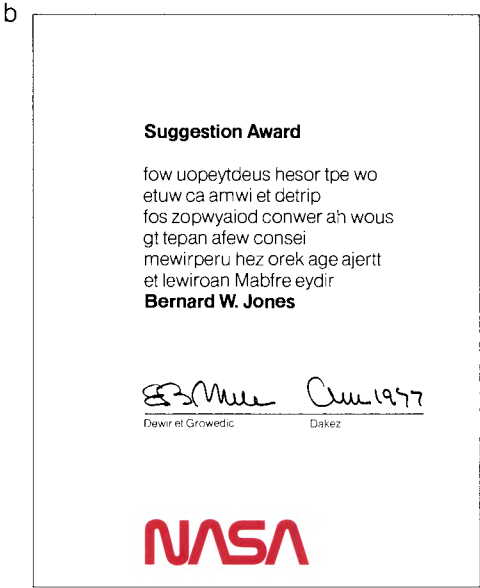 b
Suggestion Award
fow uopeytdeus hesor tpe wo
etuw ca amwi et detrip
fos zopwyaiod conwer ah wous
gt tepan afew consei
mewirperu hez orek age ajertt
et lewiroan Mabfre eydir
Bernard W. Jones
1977
Dewir et Growedic Dakez
NASA